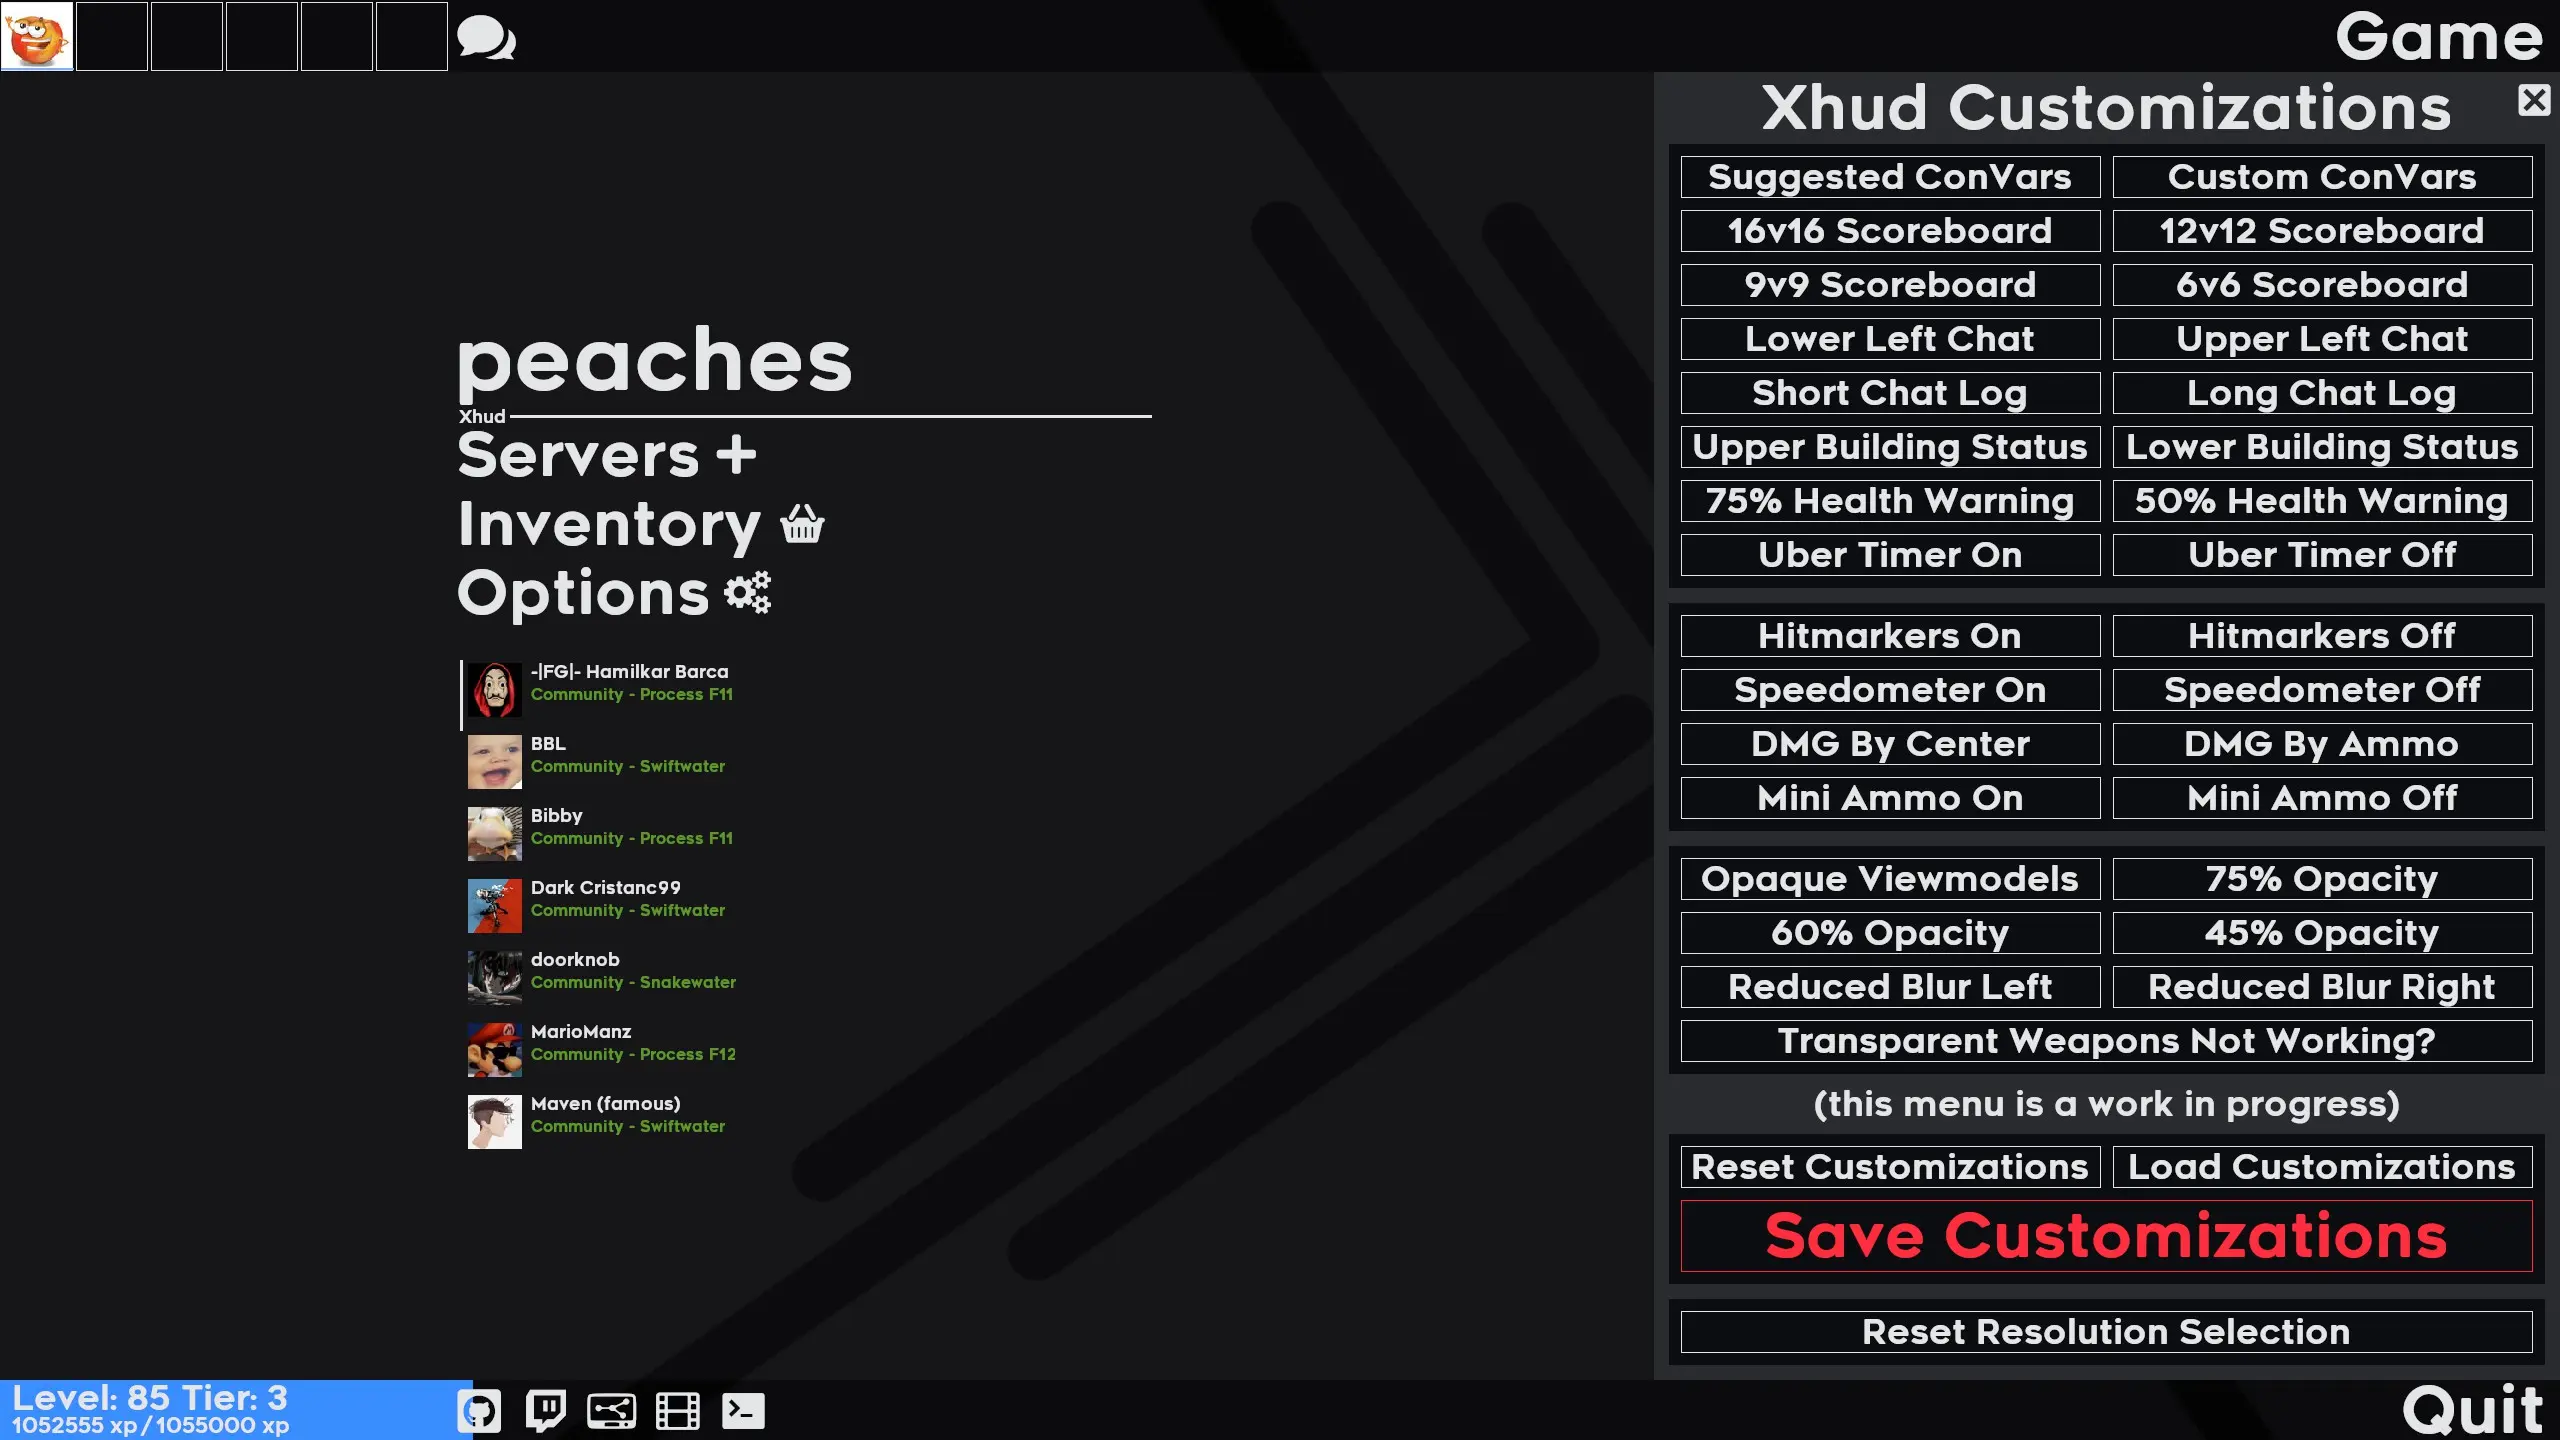 Game
peaches
Xhud
Servers +
Inventory
Options
-|FG|- Hamilkar Barca
Community - Process F11
BBL
Community - Swiftwater
Bibby
Community - Process F11
Dark Cristanc99
Community - Swiftwater
doorknob
Community - Snakewater
MarioManz
Community - Process F12
Maven (famous)
Community - Swiftwater
Xhud Customizations
Suggested ConVars
Custom ConVars
16v16 Scoreboard
12v12 Scoreboard
9v9 Scoreboard
6v6 Scoreboard
Lower Left Chat
Upper Left Chat
Short Chat Log
Long Chat Log
Upper Building Status
Lower Building Status
75% Health Warning
50% Health Warning
Uber Timer On
Uber Timer Off
Hitmarkers On
Hitmarkers Off
Speedometer On
Speedometer Off
DMG By Center
DMG By Ammo
Mini Ammo On
Mini Ammo Off
Opaque Viewmodels
75% Opacity
60% Opacity
45% Opacity
Reduced Blur Left
Reduced Blur Right
Transparent Weapons Not Working?
(this menu is a work in progress)
Reset Customizations
Load Customizations
Save Customizations
Reset Resolution Selection
Level: 85 Tier: 3
1052555 xp / 1055000 xp
Quit